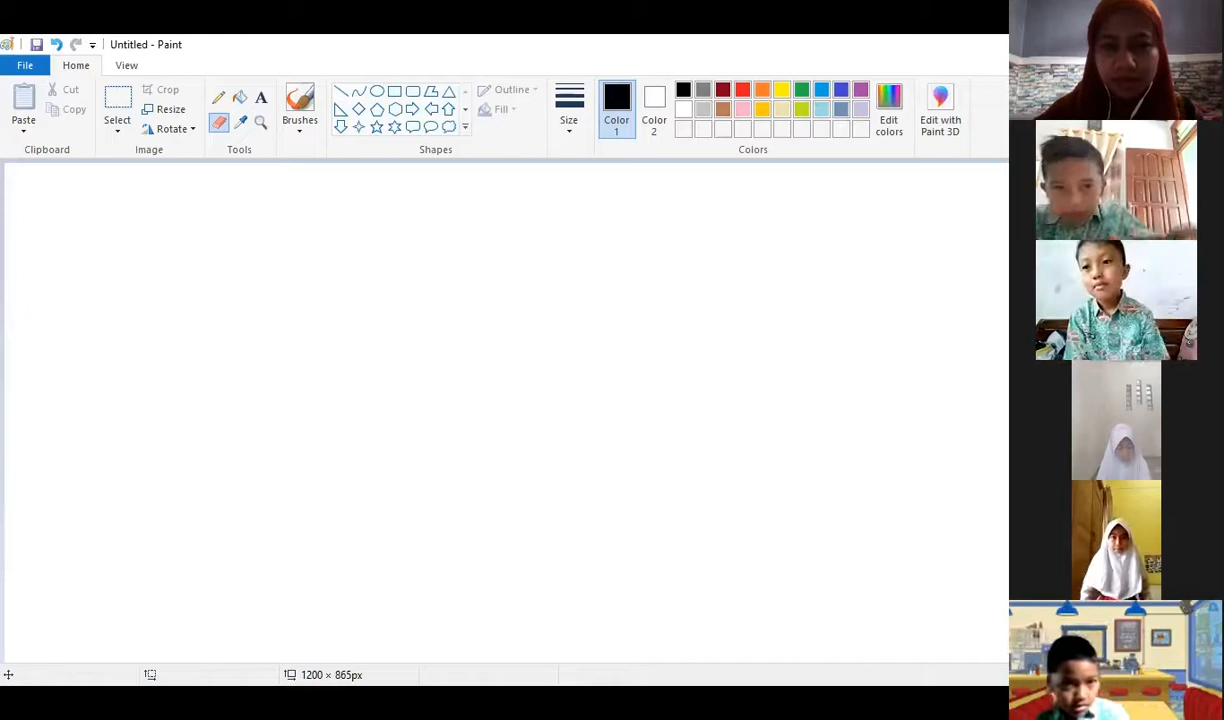 Untitled - Paint
File Home View
Paste
Cut
Copy
Clipboard
Select
Crop
Resize
Rotate
Image
A
Tools
Brushes
Outline
Fill
Shapes
Size
Color 1
Color 2
Edit colors
Colors
Edit with Paint 3D
1200 × 865px